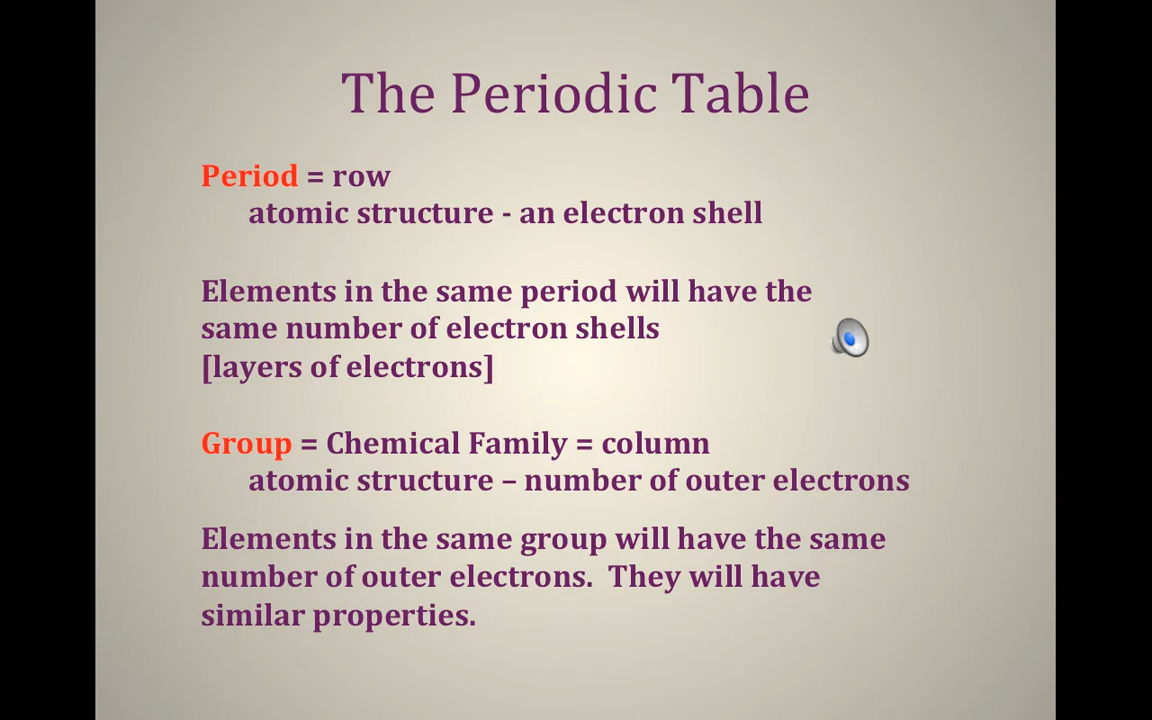 The Periodic Table
Period = row
atomic structure - an electron shell
Elements in the same period will have the
same number of electron shells
[layers of electrons]
Group = Chemical Family = column
atomic structure – number of outer electrons
Elements in the same group will have the same
number of outer electrons.  They will have
similar properties.